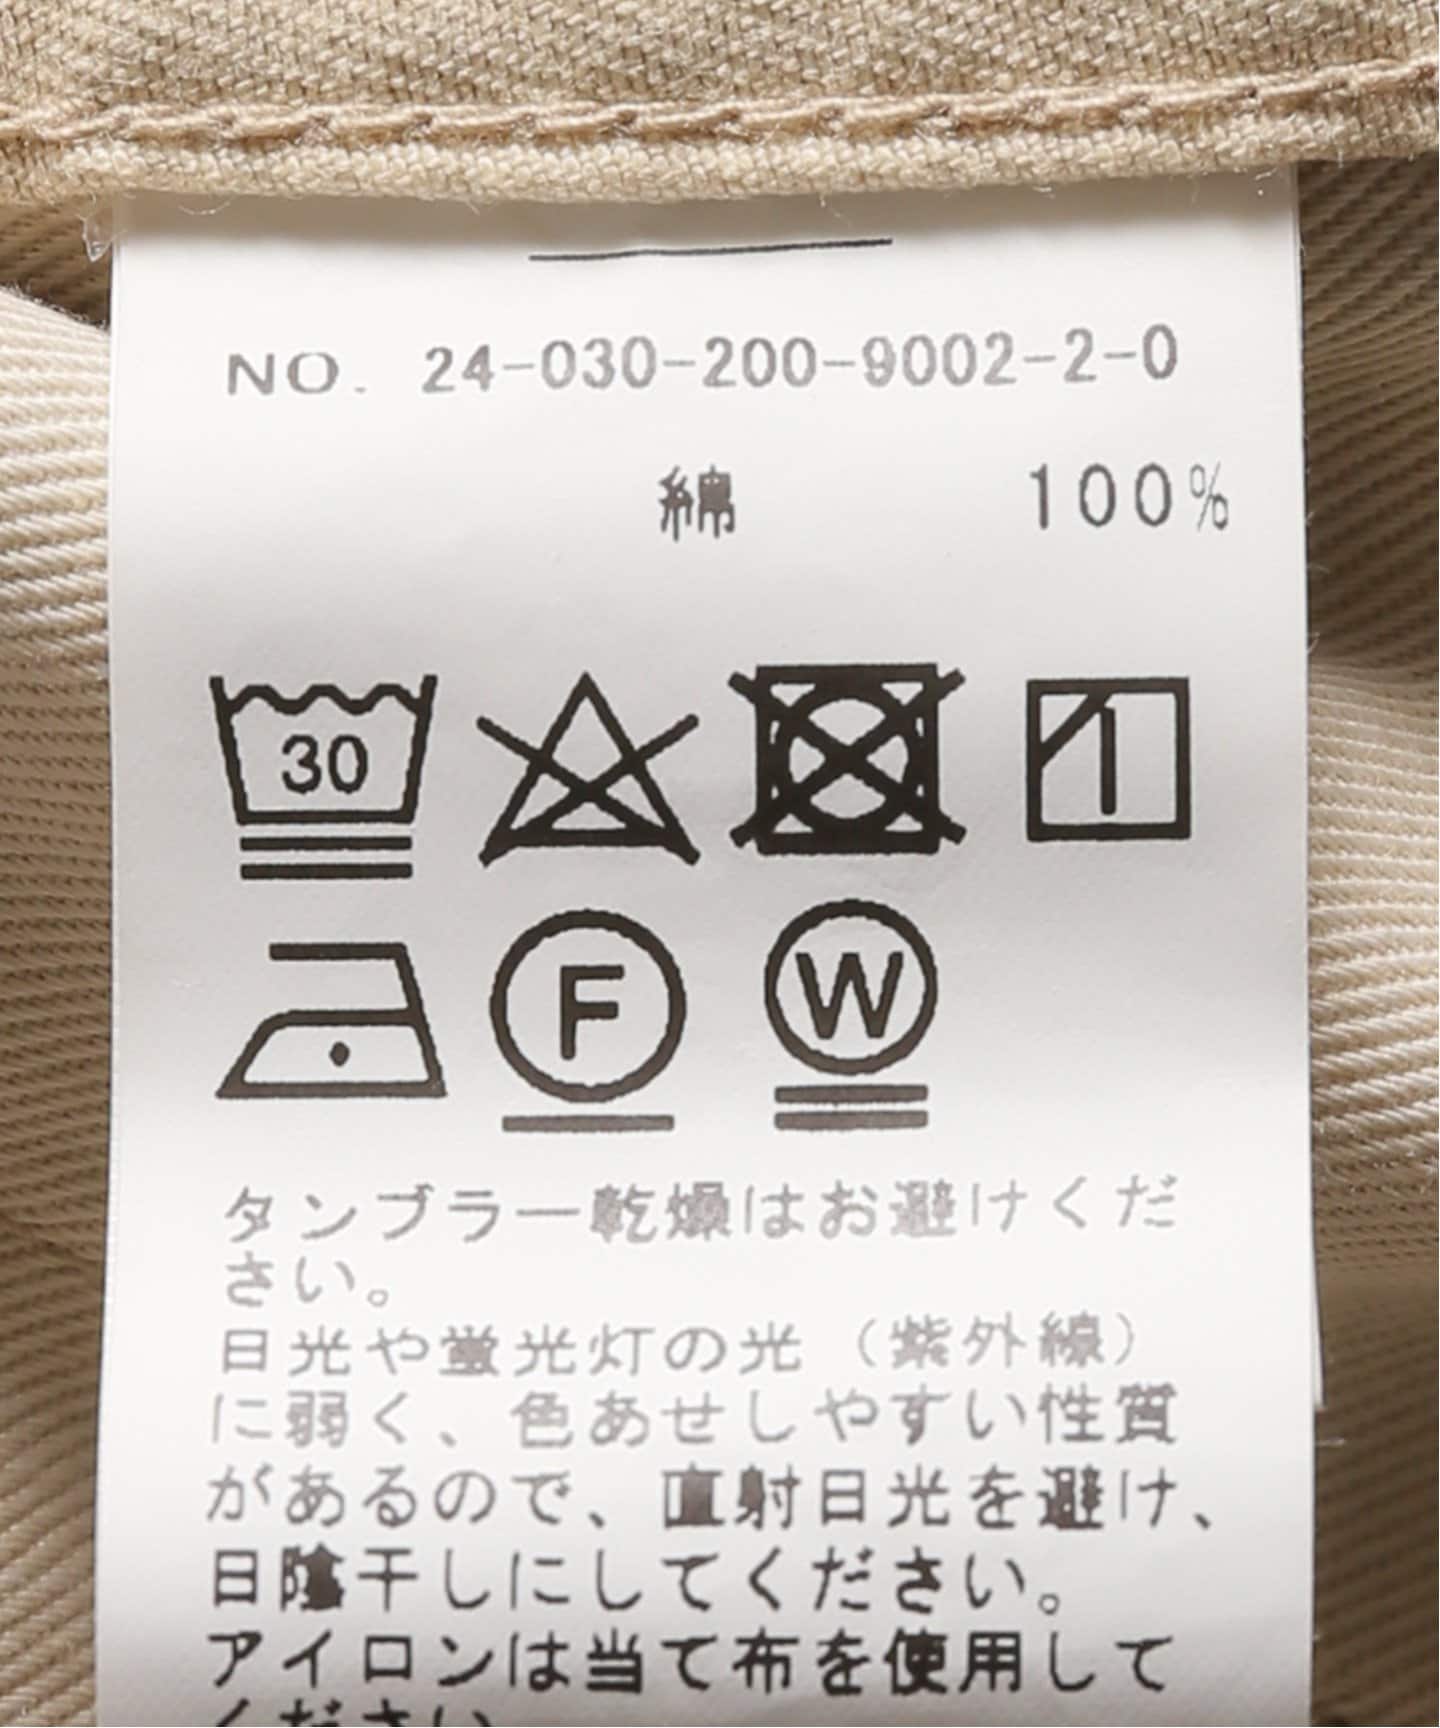 NO. 24-030-200-9002-2-0
綿 100%
30
F W
タンブラー乾燥はお避けくだ
さい。
日光や蛍光灯の光（紫外線）
に弱く、色あせしやすい性質
があるので、直射日光を避け、
日陰干しにしてください。
アイロンは当て布を使用して
ください